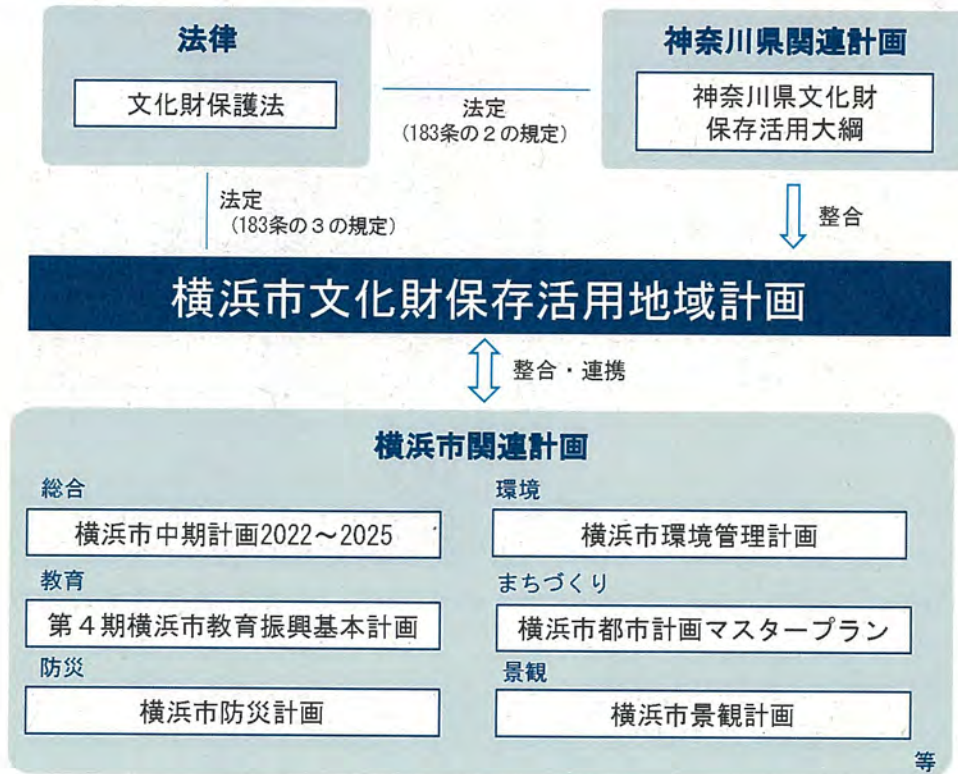 法律
文化財保護法
法定
(183条の2の規定)
神奈川県関連計画
神奈川県文化財
保存活用大綱
法定
(183条の3の規定)
整合
横浜市文化財保存活用地域計画
整合・連携
横浜市関連計画
総合
横浜市中期計画2022～2025
環境
横浜市環境管理計画
教育
第4期横浜市教育振興基本計画
まちづくり
横浜市都市計画マスタープラン
防災
横浜市防災計画
景観
横浜市景観計画
等